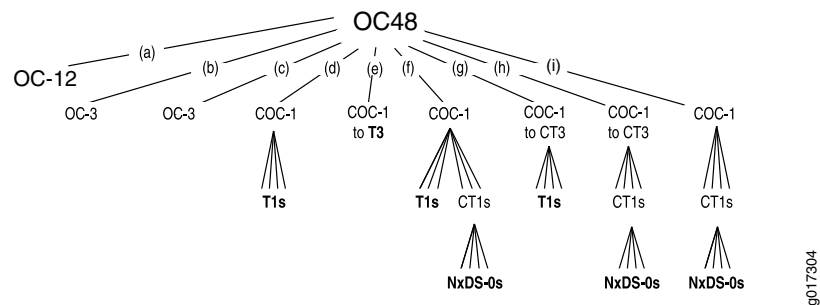 OC48
(a)
(b)
(c)
(d)
(e)
(f)
(g)
(h)
(i)
OC-12
OC-3
OC-3
COC-1
COC-1
to T3
COC-1
COC-1
to CT3
COC-1
to CT3
COC-1
T1s
T1s
CT1s
T1s
CT1s
CT1s
NxDS-0s
NxDS-0s
NxDS-0s
g017304